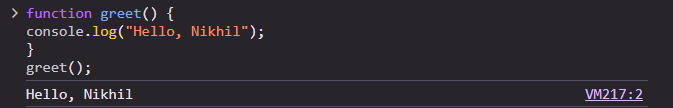 function greet() {
console.log("Hello, Nikhil");
}
greet();
Hello, Nikhil VM217:2